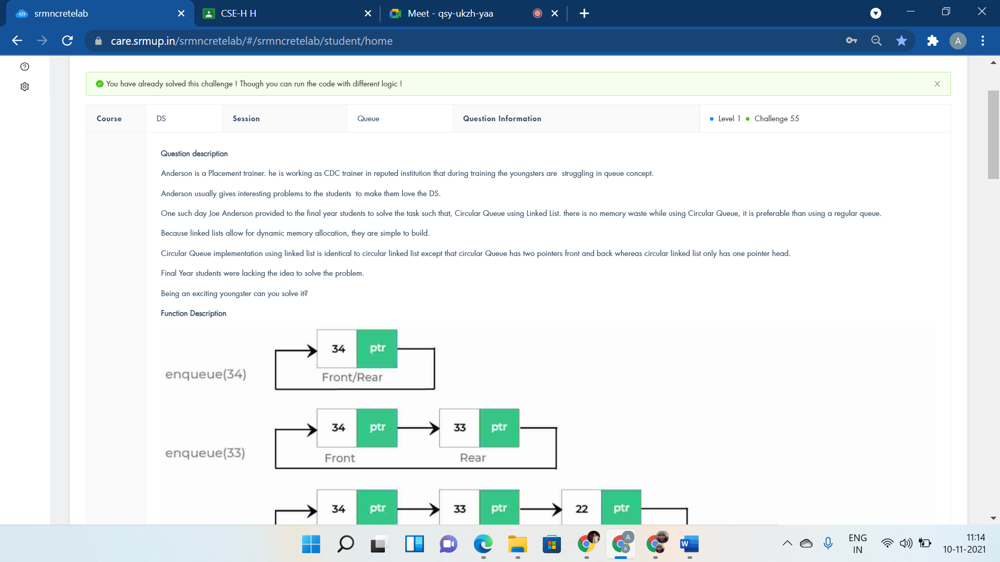 srmncretelab
CSE-H H
Meet - qsy-ukzh-yaa
care.srmup.in/srmncretelab/#/srmncretelab/student/home
A
You have already solved this challenge ! Though you can run the code with different logic !
Course DS Session Queue Question Information Level 1 Challenge 55
Question description
Anderson is a Placement trainer. he is working as CDC trainer in reputed institution that during training the youngsters are  struggling in queue concept.
Anderson usually gives interesting problems to the students  to make them love the DS.
One such day Joe Anderson provided to the final year students to solve the task such that, Circular Queue using Linked List. there is no memory waste while using Circular Queue, it is preferable than using a regular queue.
Because linked lists allow for dynamic memory allocation, they are simple to build.
Circular Queue implementation using linked list is identical to circular linked list except that circular Queue has two pointers front and back whereas circular linked list only has one pointer head.
Final Year students were lacking the idea to solve the problem.
Being an exciting youngster can you solve it?
Function Description
34 ptr
enqueue(34)
Front/Rear
34 ptr 33 ptr
enqueue(33)
Front Rear
34 ptr 33 ptr 22 ptr
A
A
W
ENG
IN
11:14
10-11-2021